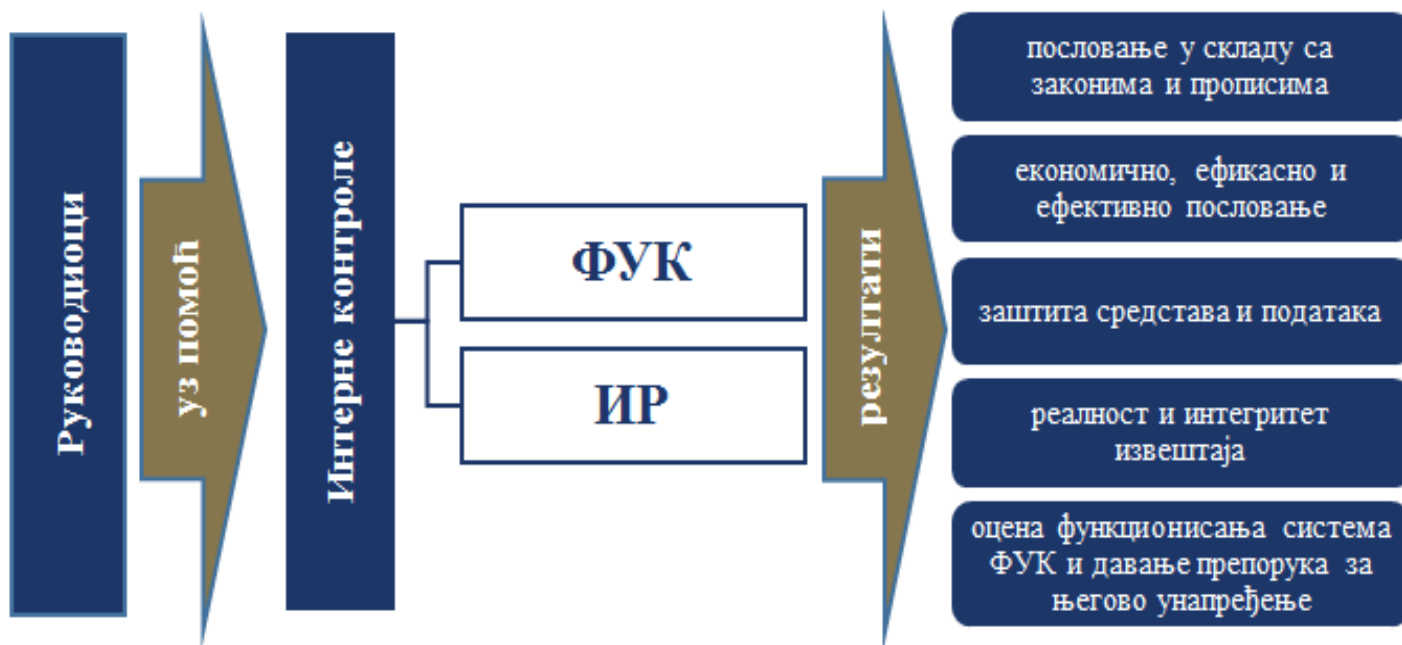 Руководиоци
уз помоћ
Интерне контроле
ФУК
ИР
резултати
пословање у складу са
законима и прописима
економично, ефикасно и
ефективно пословање
заштита средстава и података
реалност и интегритет
извештаја
оцена функционисања система
ФУК и давање препорука за
његово унапређење